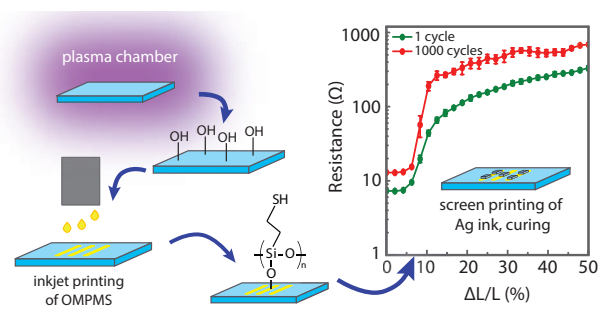 plasma chamber
OH
OH
OH
OH
SH
Si
O
n
O
inkjet printing
of OMPMS
1 cycle
1000 cycles
Resistance (Ω)
1000
100
10
1
0
10
20
30
40
50
ΔL/L (%)
screen printing of
Ag ink, curing